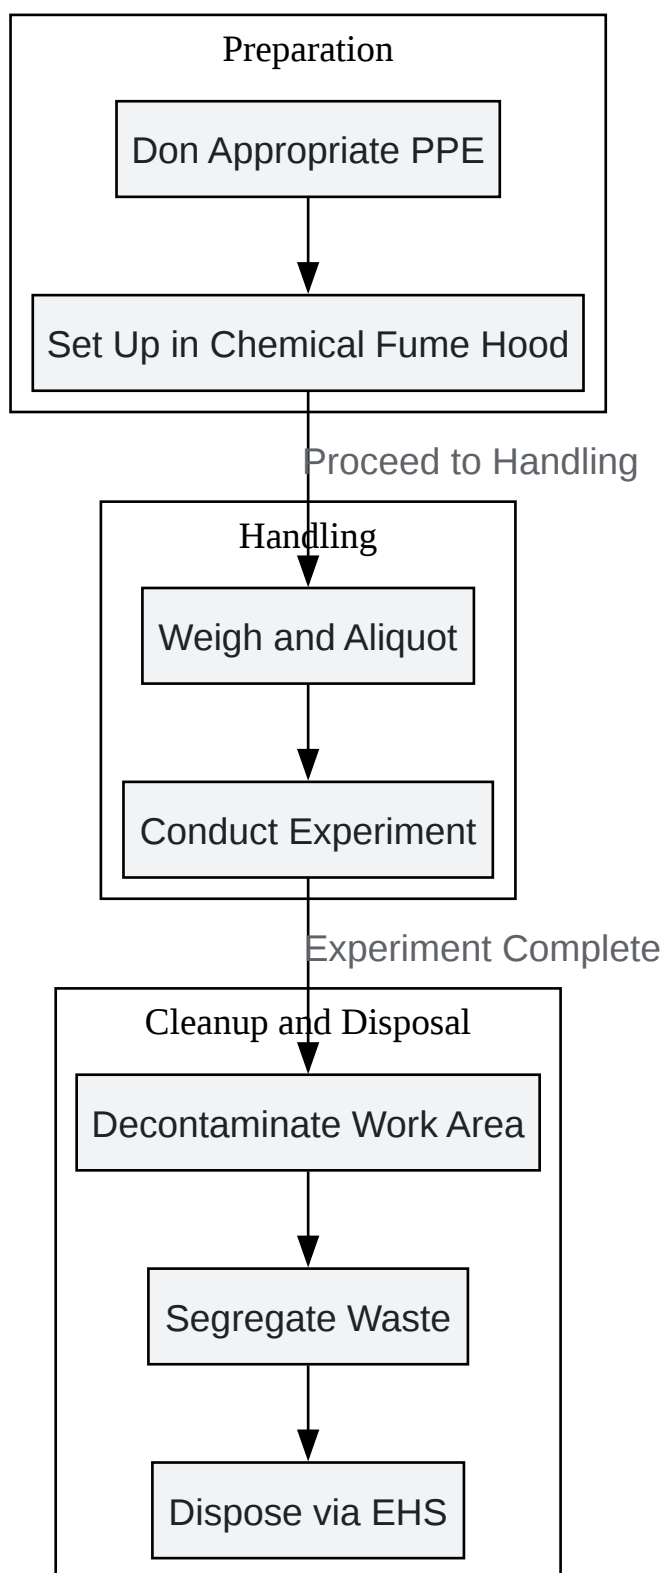 Preparation
Don Appropriate PPE
Set Up in Chemical Fume Hood
Proceed to Handling
Handling
Weigh and Aliquot
Conduct Experiment
Experiment Complete
Cleanup and Disposal
Decontaminate Work Area
Segregate Waste
Dispose via EHS